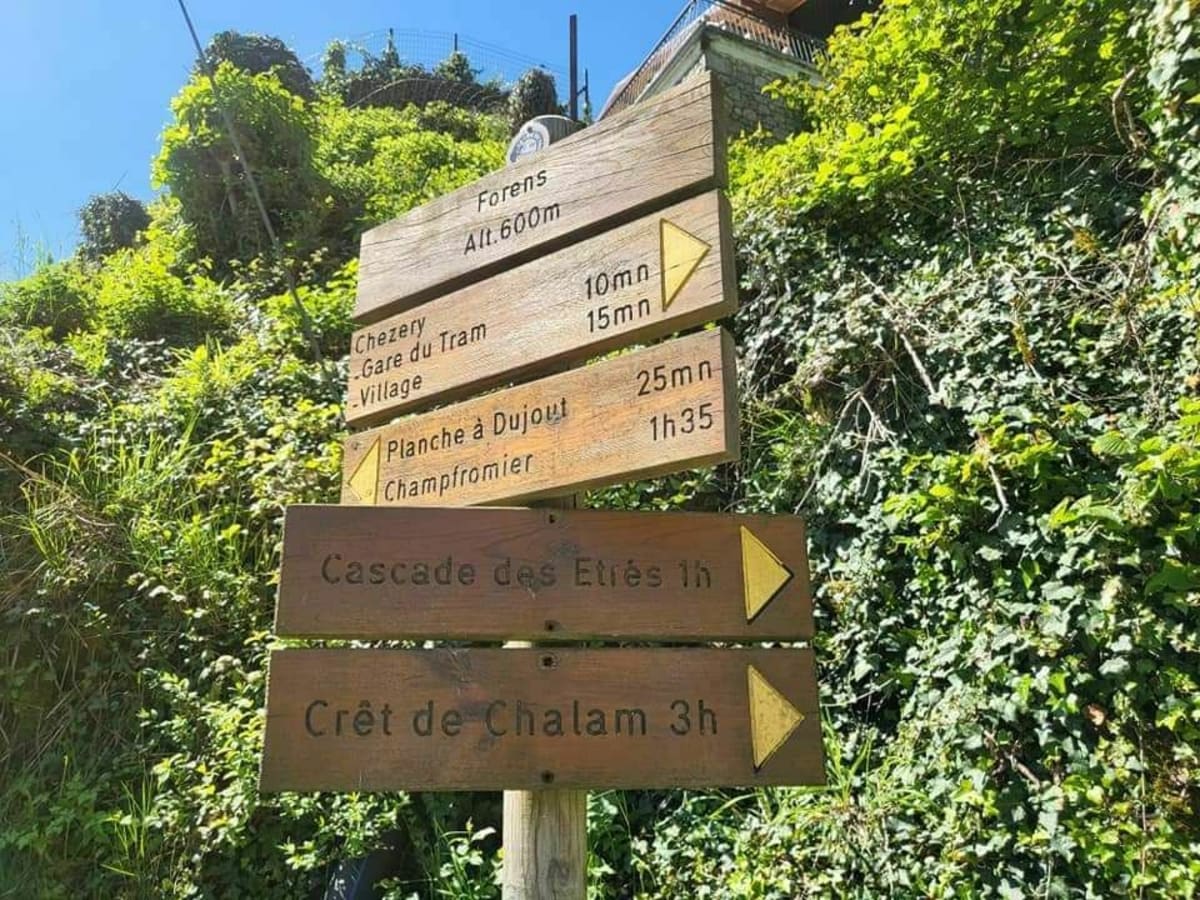 Forens
Alt.600m
Chezery
-Gare du Tram 10mn
-Village 15mn
Planche à Dujout 25mn
Champfromier 1h35
Cascade des Etrés 1h
Crêt de Chalam 3h